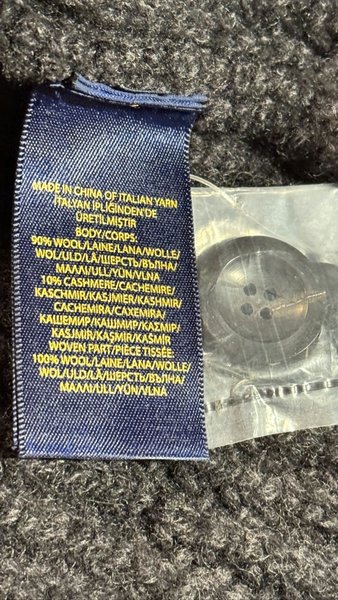 MADE IN CHINA OF ITALIAN YARN
İTALYAN İPLİĞİNDEN'DE
ÜRETİLMİŞTİR
BODY/CORPS:
90% WOOL/LAINE/LANA/WOLLE/
WOL/ULD/LÃ/ШЕРСТЬ/ВЪЛНА/
ΜΑΛΛΙ/ULL/YÜN/VLNA
10% CASHMERE/CACHEMIRE/
KASCHMIR/KASJMIER/KASHMIR/
CACHEMIRA/CAXEMIRA/
КАШЕМИР/КАШМИР/ΚΑΣΜΙΡ/
KASJMIR/KAŞMİR/KAŠMÍR
WOVEN PART/PIÈCE TISSÉE:
100% WOOL/LAINE/LANA/WOLLE/
WOL/ULD/LÃ/ШЕРСТЬ/ВЪЛНА/
ΜΑΛΛΙ/ULL/YÜN/VLNA